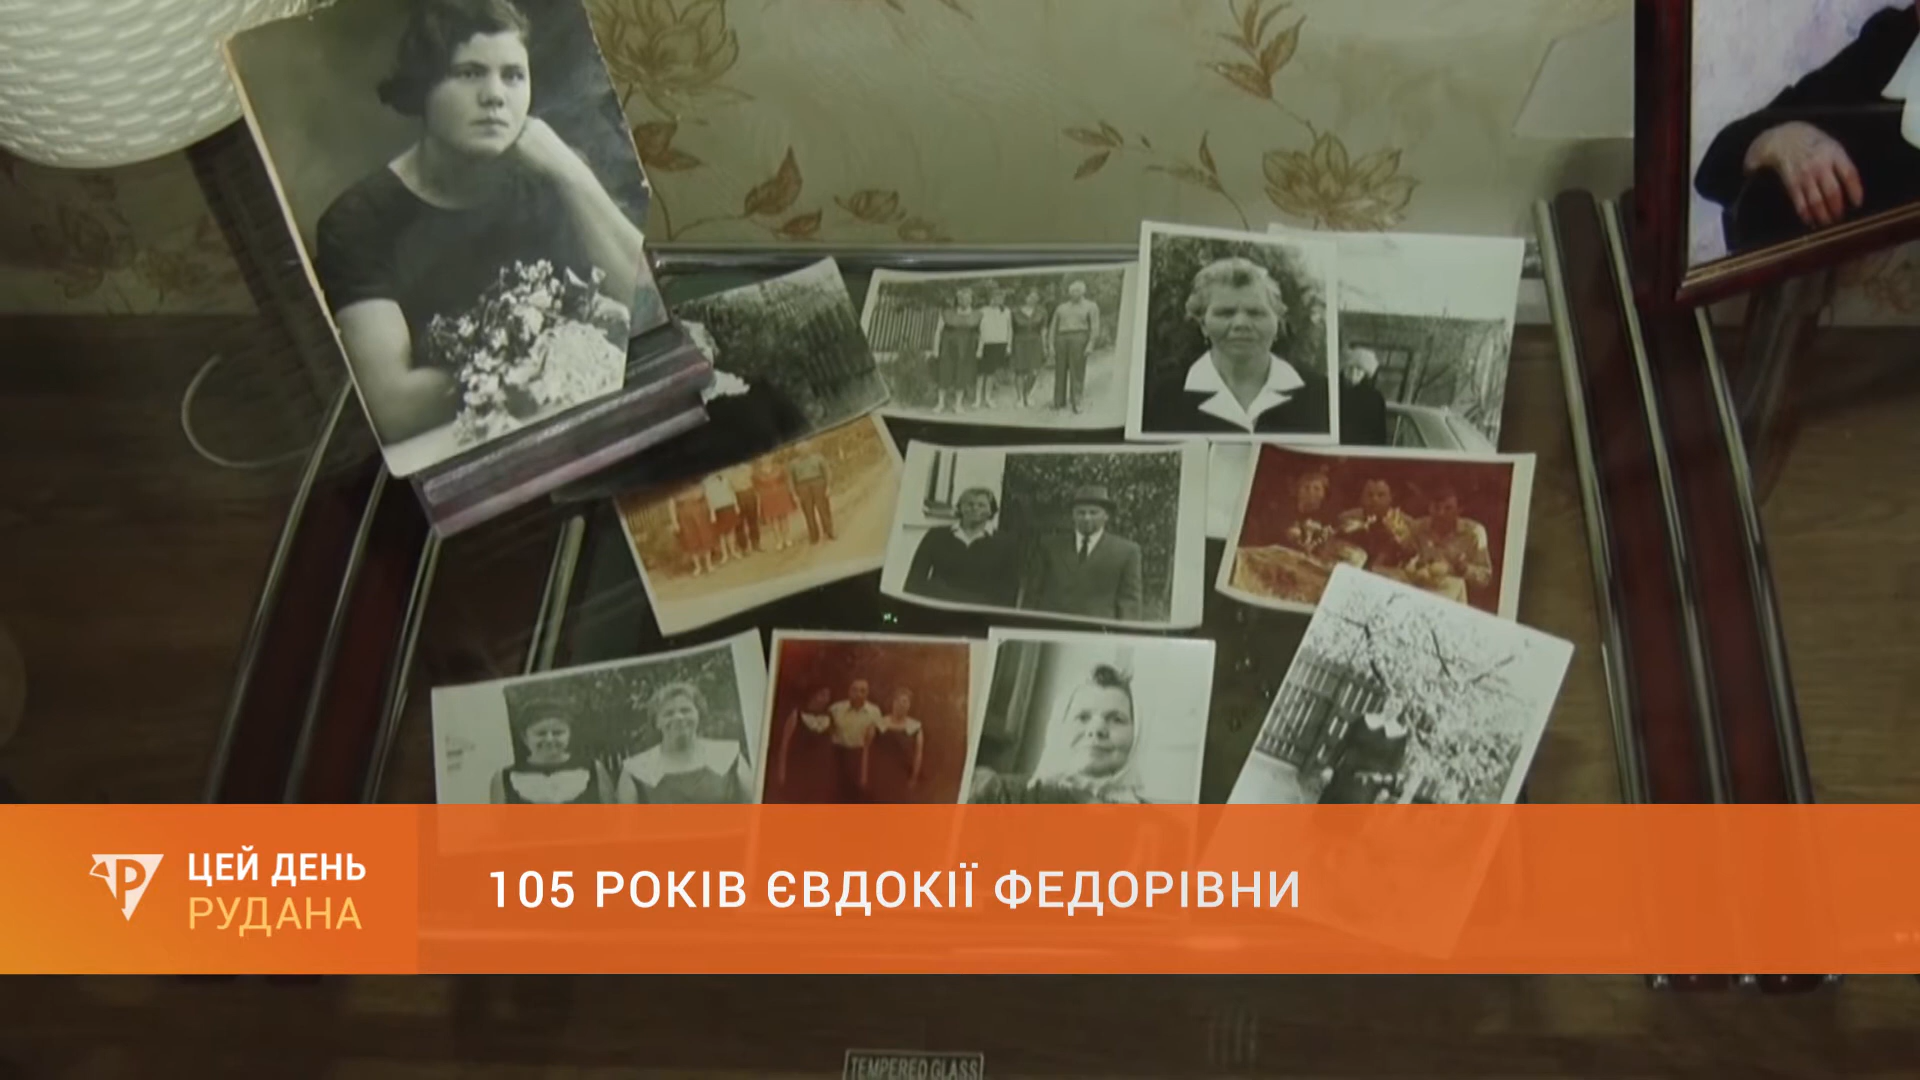 ЦЕЙ ДЕНЬ
РУДАНА
105 РОКІВ ЄВДОКІЇ ФЕДОРІВНИ
TEMPERED GLASS